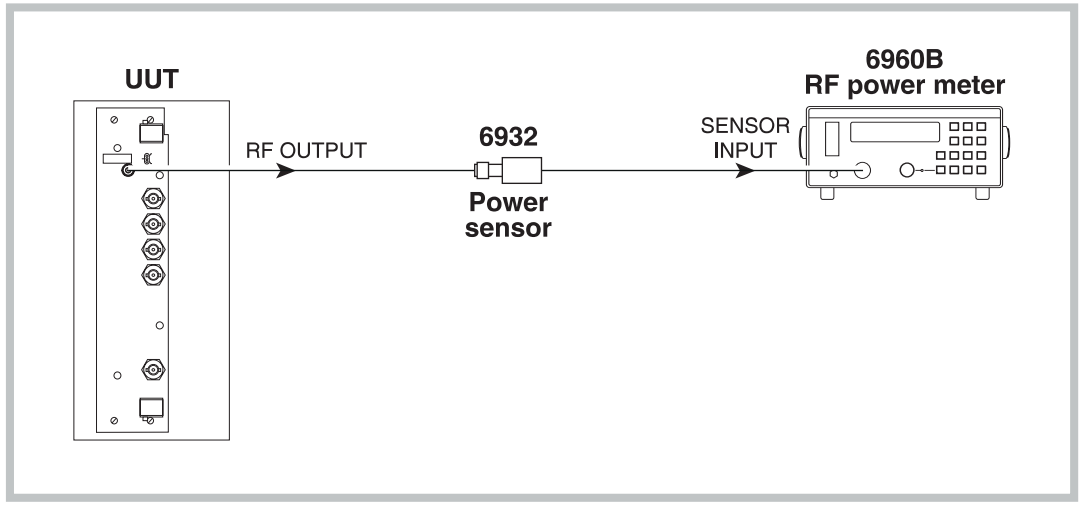 UUT
RF OUTPUT
6932
Power
sensor
SENSOR
INPUT
6960B
RF power meter